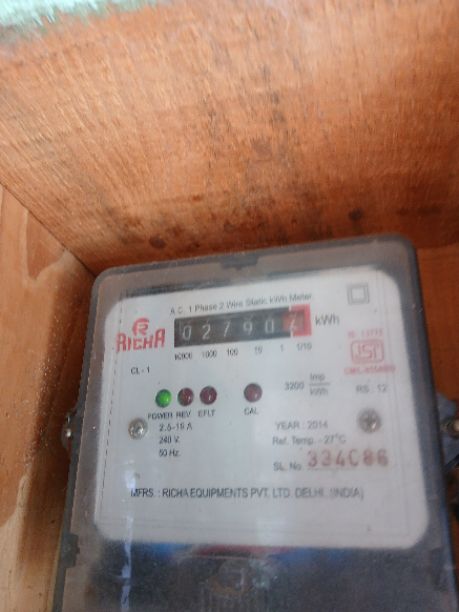 A.C. 1 Phase 2 Wire Static kWh Meter
RICHA
02790
kWh
10000 1000 100 10 1 1/10
CL - 1
ISI
3200 Imp/kWh
RS : 12
POWER REV EFLT CAL
2.5-10 A
240 V.
50 Hz.
YEAR : 2014
Ref. Temp. - 27°C
SL. No. 334C86
MFRS. : RICHA EQUIPMENTS PVT. LTD. DELHI. (INDIA)